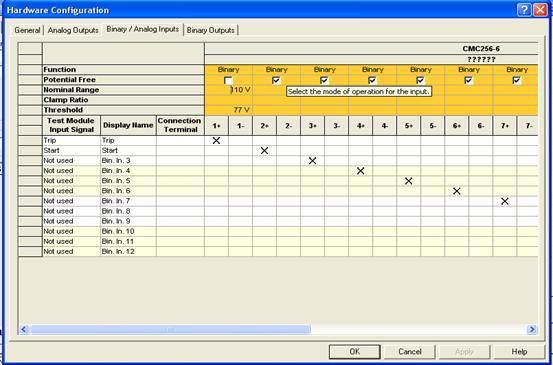 Hardware Configuration
General Analog Outputs Binary / Analog Inputs Binary Outputs
CMC256-6
??????
Function Binary Binary Binary Binary Binary Binary Binary
Potential Free
Nominal Range 110 V
Select the mode of operation for the input.
Clamp Ratio
Threshold 77 V
Test Module Input Signal Display Name Connection Terminal 1+ 1- 2+ 2- 3+ 3- 4+ 4- 5+ 5- 6+ 6- 7+ 7-
Trip Trip X
Start Start X
Not used Bin. In. 3 X
Not used Bin. In. 4 X
Not used Bin. In. 5 X
Not used Bin. In. 6 X
Not used Bin. In. 7 X
Not used Bin. In. 8
Not used Bin. In. 9
Not used Bin. In. 10
Not used Bin. In. 11
Not used Bin. In. 12
OK Cancel Apply Help